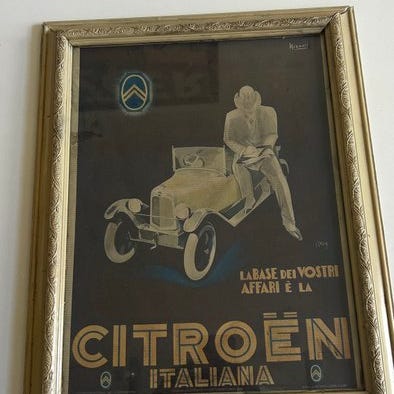 LA BASE DEI VOSTRI
AFFARI È LA
CITROËN
ITALIANA